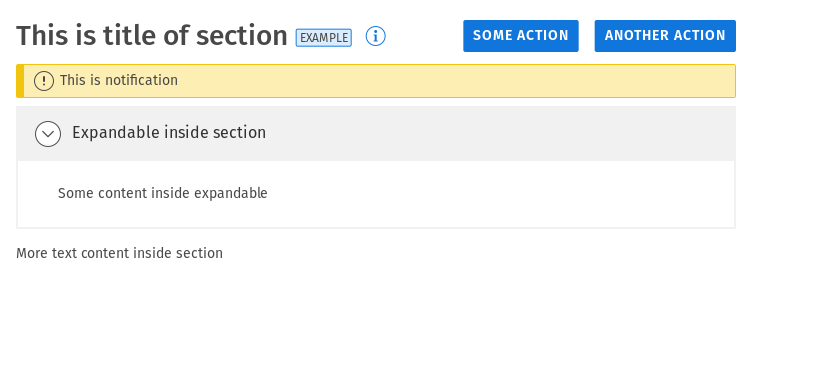 This is title of section EXAMPLE SOME ACTION ANOTHER ACTION
This is notification
Expandable inside section
Some content inside expandable
More text content inside section